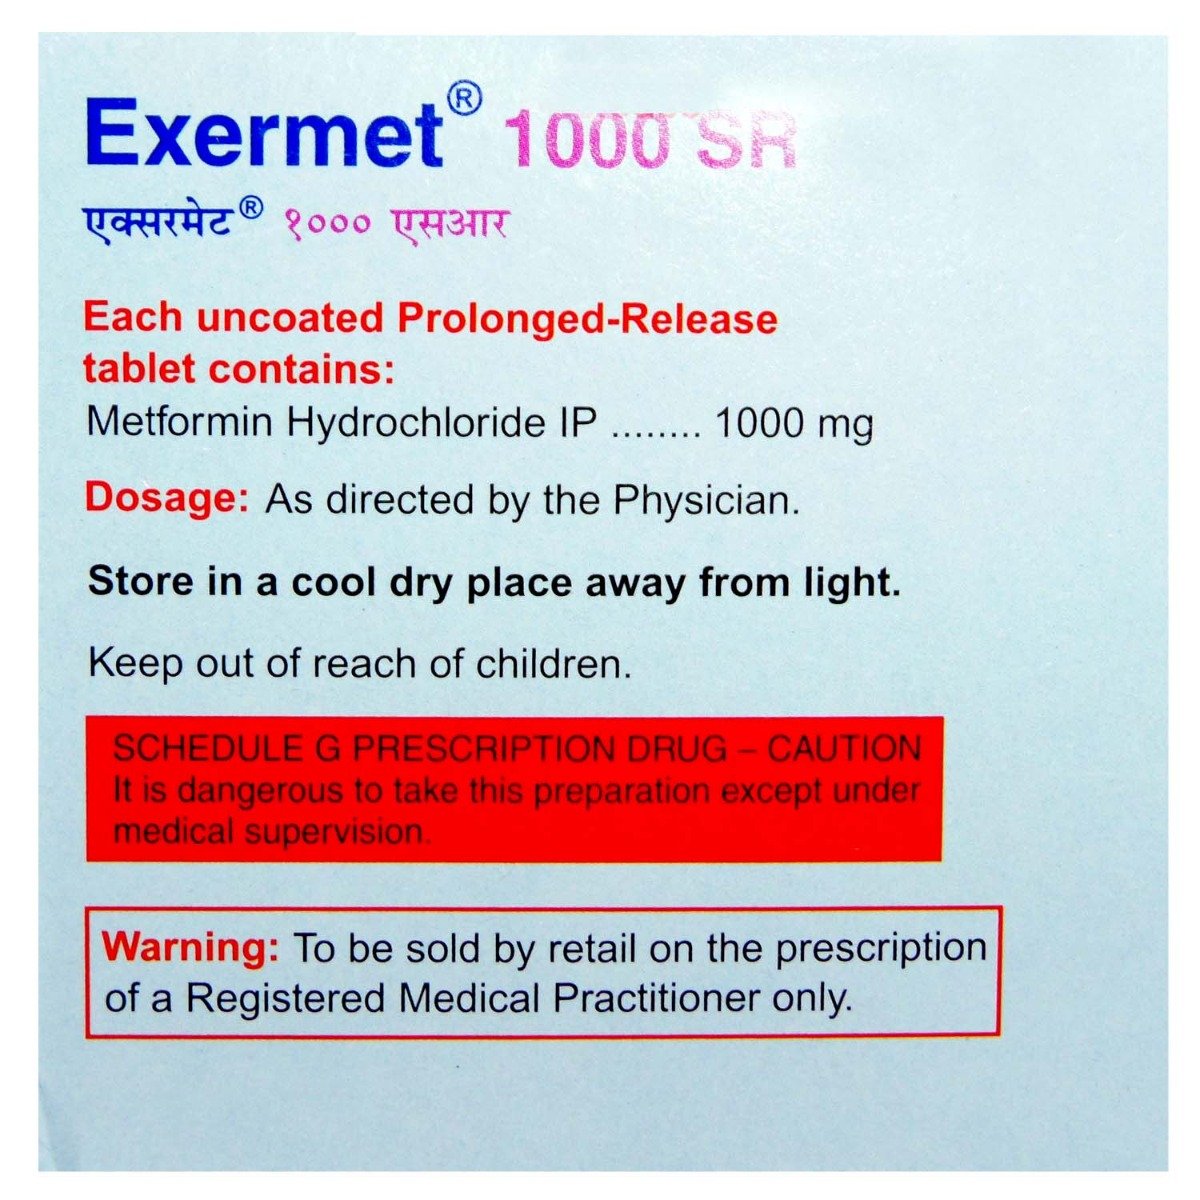 Exermet® 1000 SR
एक्सरमेट® १००० एसआर
Each uncoated Prolonged-Release
tablet contains:
Metformin Hydrochloride IP ........ 1000 mg
Dosage: As directed by the Physician.
Store in a cool dry place away from light.
Keep out of reach of children.
SCHEDULE G PRESCRIPTION DRUG – CAUTION
It is dangerous to take this preparation except under
medical supervision.
Warning: To be sold by retail on the prescription
of a Registered Medical Practitioner only.